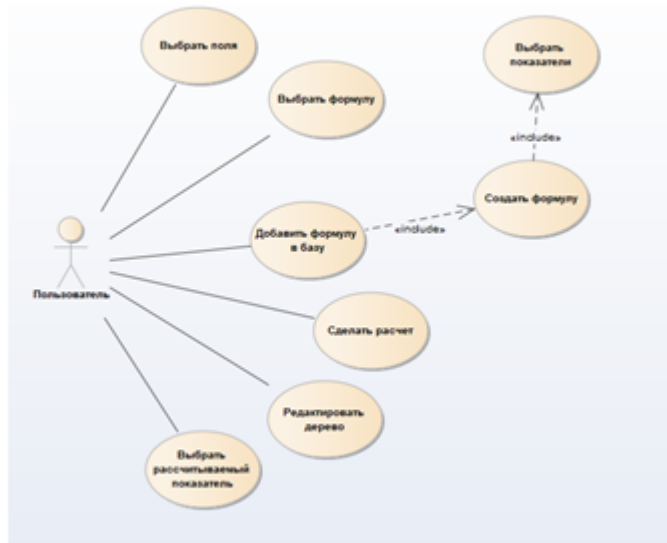 Выбрать поля
Выбрать
показатели
Выбрать формулу
«include»
Создать формулу
Добавить формулу
в базу
«include»
Пользователь
Сделать расчет
Редактировать
дерево
Выбрать
рассчитываемый
показатель